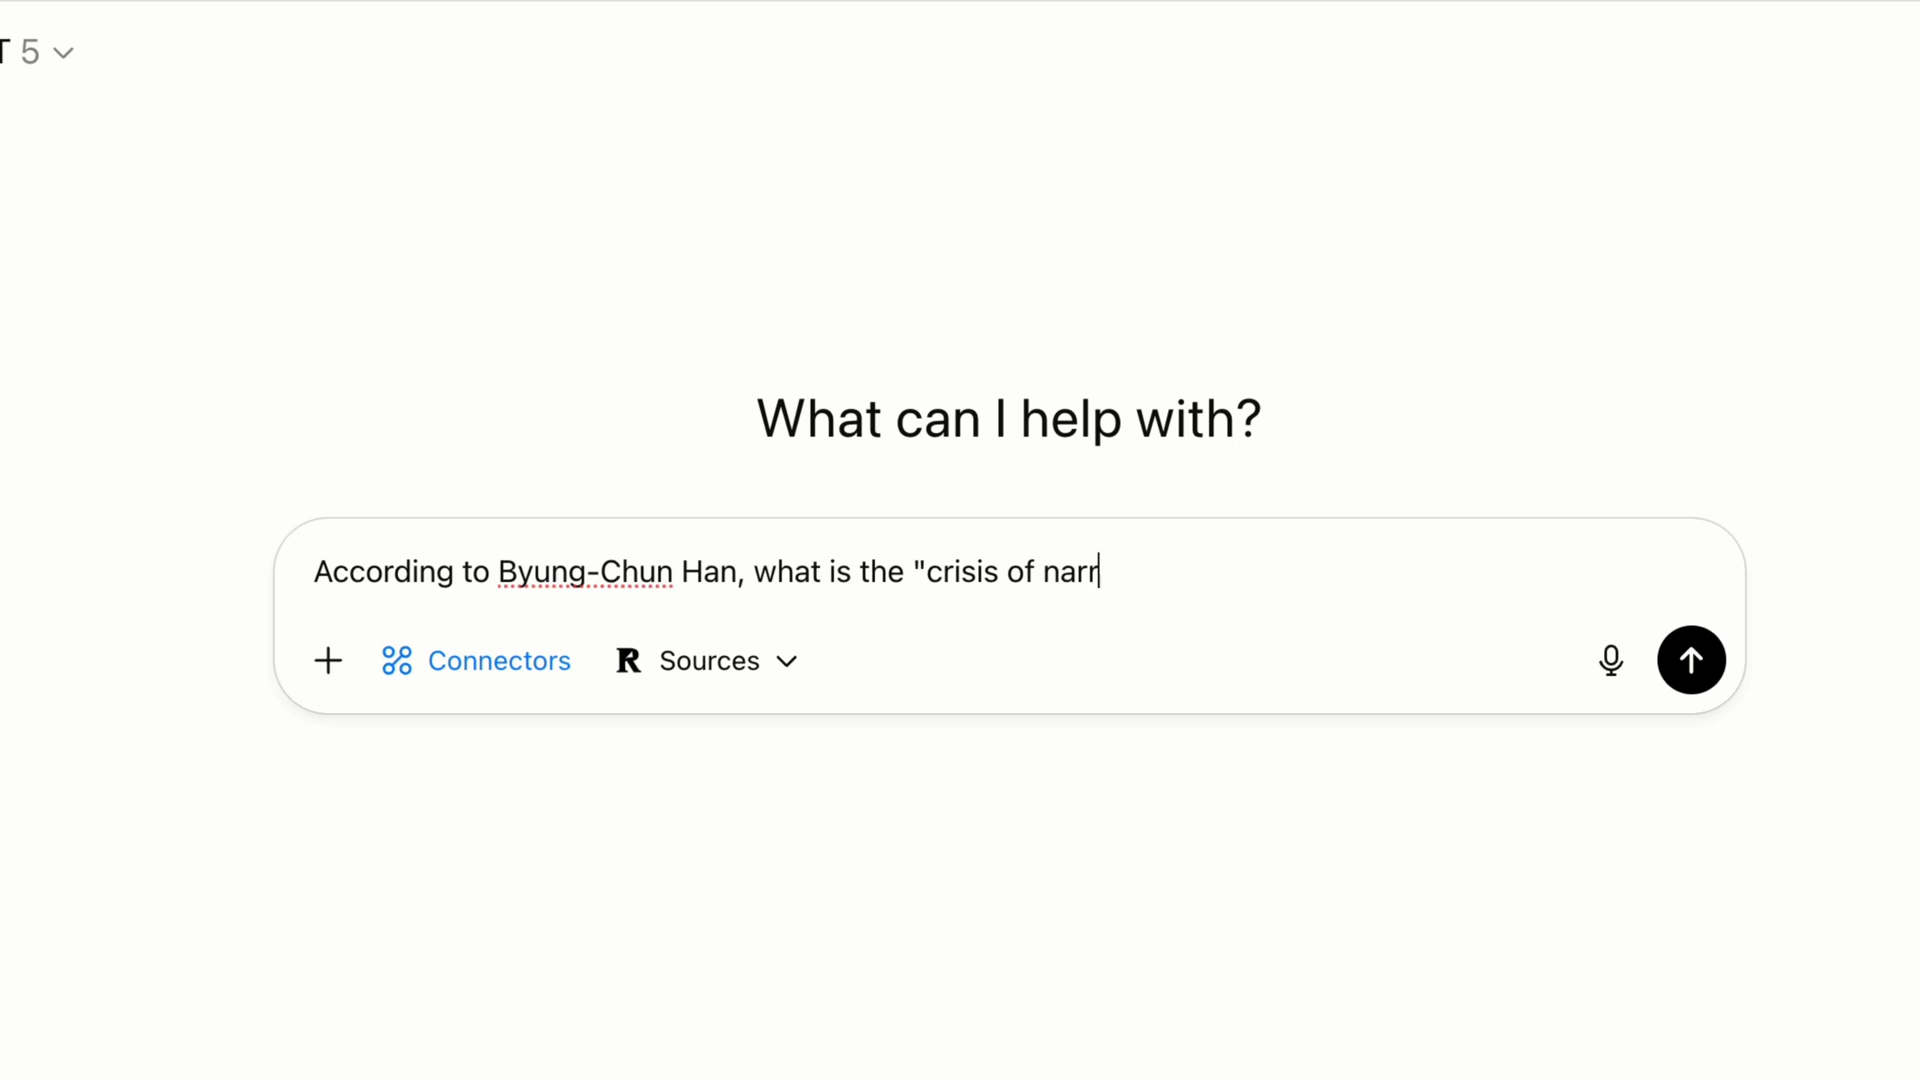 T 5
What can I help with?
According to Byung-Chun Han, what is the "crisis of narr
Connectors
R Sources